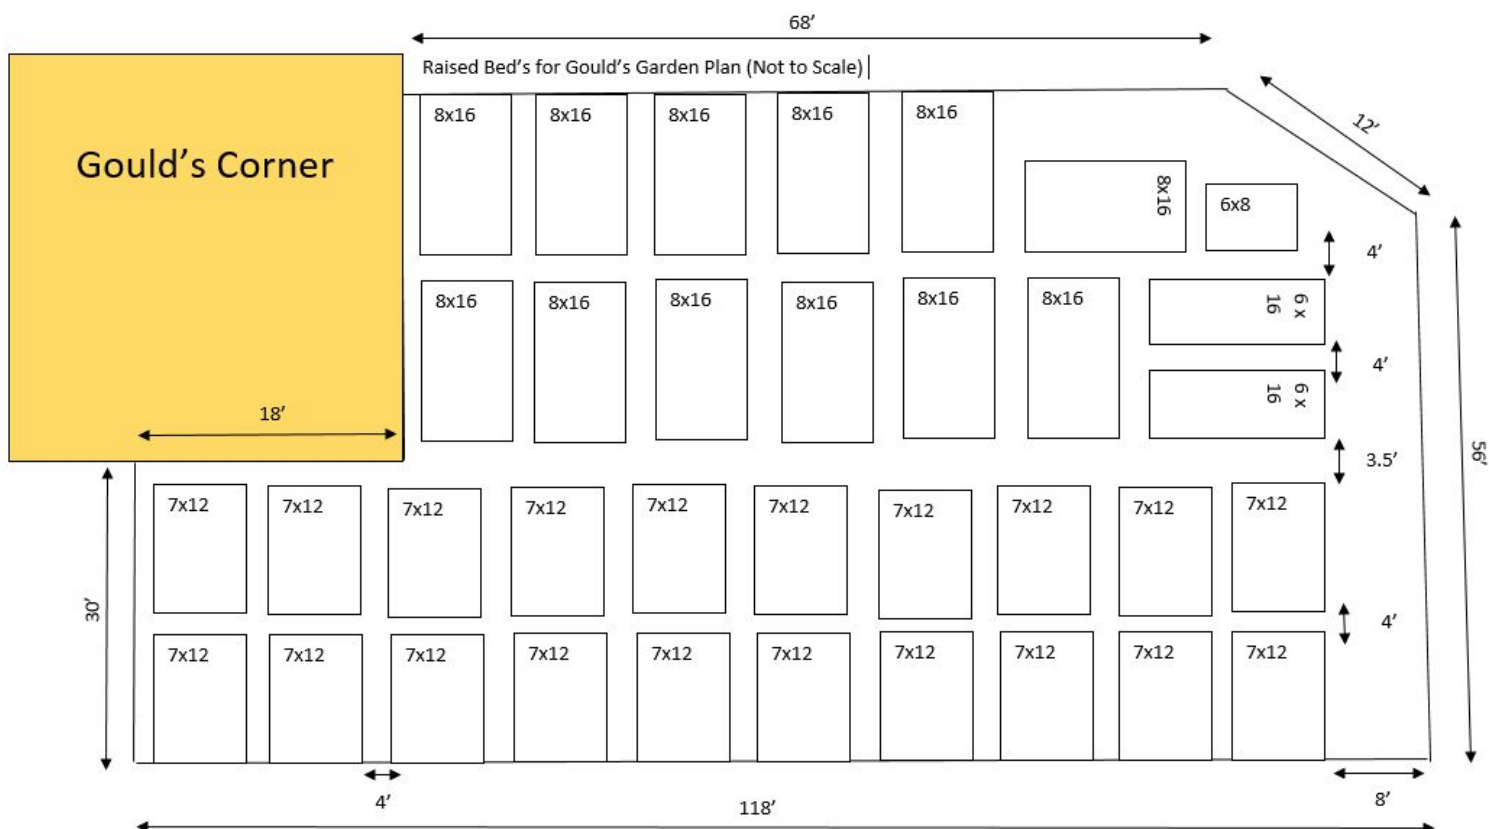 68’
Raised Bed’s for Gould’s Garden Plan (Not to Scale)
Gould’s Corner
8x16
8x16
8x16
8x16
8x16
12’
8x16
6x8
4’
8x16
8x16
8x16
8x16
8x16
8x16
6 x
16
4’
6 x
16
18’
3.5’
56’
7x12
7x12
7x12
7x12
7x12
7x12
7x12
7x12
7x12
7x12
30’
4’
7x12
7x12
7x12
7x12
7x12
7x12
7x12
7x12
7x12
7x12
4’
118’
8’